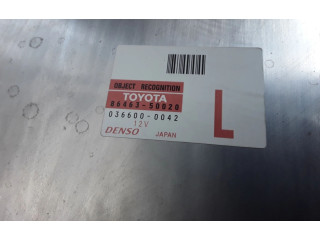 OBJECT RECOGNITION
TOYOTA
86463-50020
036600-0042
12V
DENSO JAPAN
L